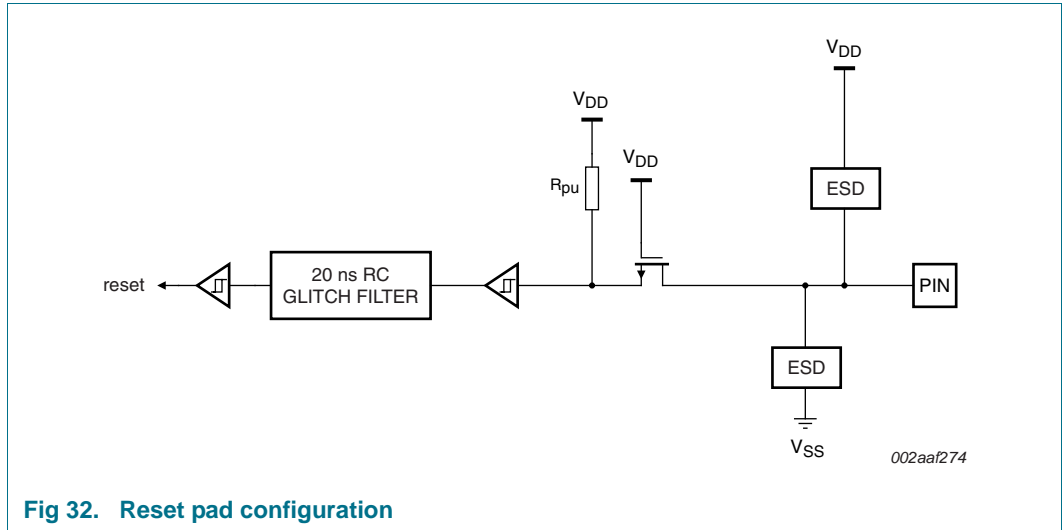 VDD
VDD
VDD
Rpu
ESD
reset
20 ns RC
GLITCH FILTER
PIN
ESD
VSS
002aaf274
Fig 32. Reset pad configuration